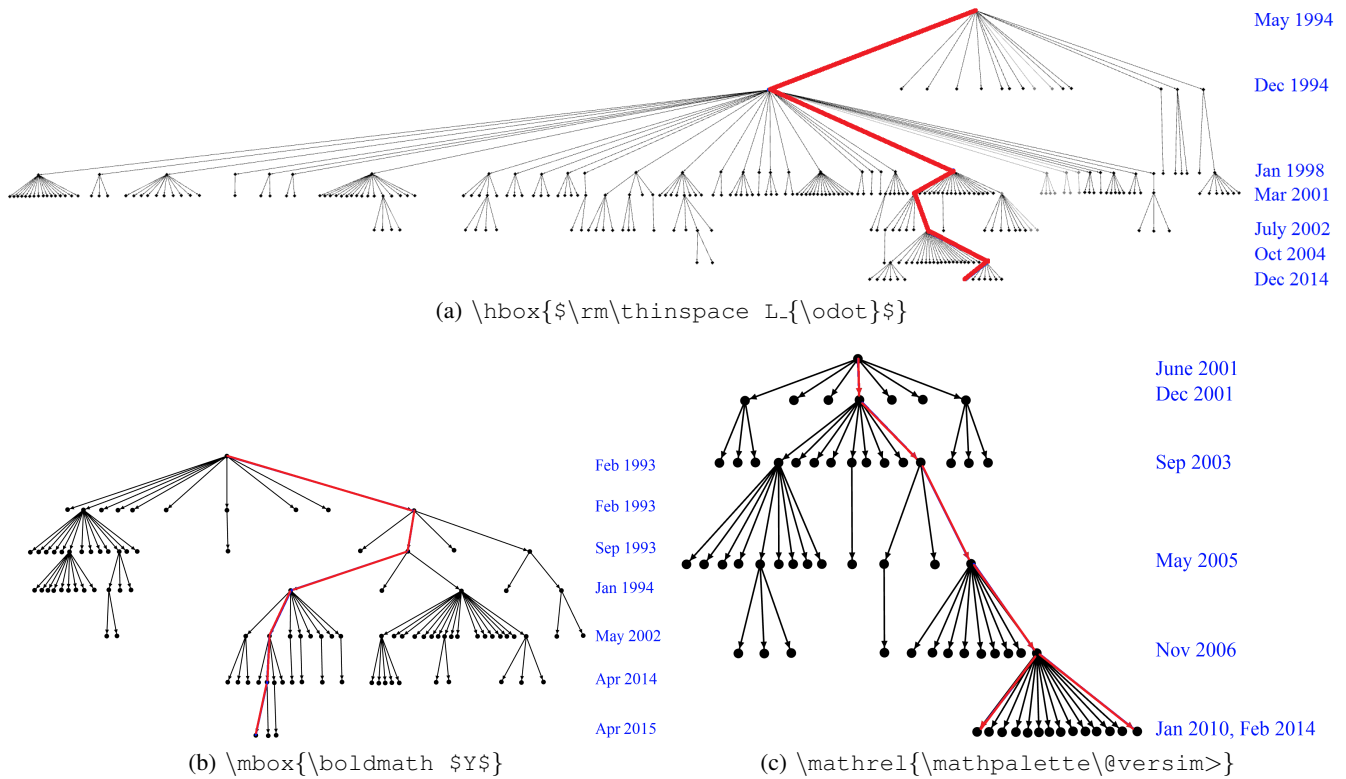 May 1994
Dec 1994
Jan 1998
Mar 2001
July 2002
Oct 2004
Dec 2014
(a) \hbox{$\rm\thinspace L_{\odot}$}
Feb 1993
Feb 1993
Sep 1993
Jan 1994
May 2002
Apr 2014
Apr 2015
(b) \mbox{\boldmath $Y$}
June 2001
Dec 2001
Sep 2003
May 2005
Nov 2006
Jan 2010, Feb 2014
(c) \mathrel{\mathpalette\@versim>}